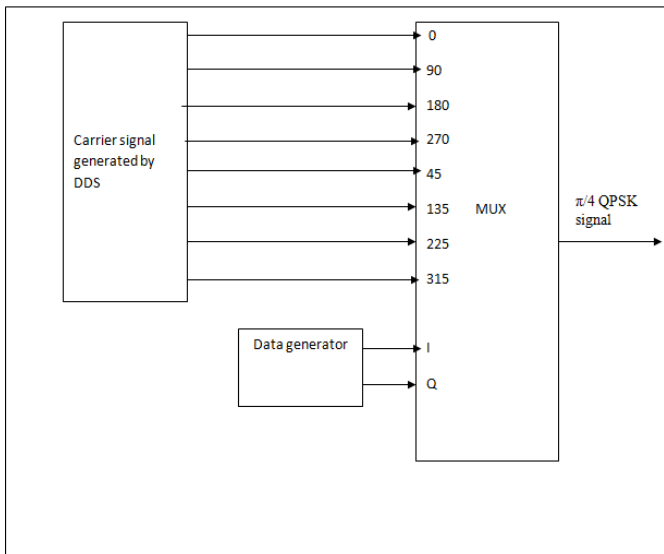 Carrier signal
generated by
DDS
0
90
180
270
45
135
225
315
MUX
π/4 QPSK
signal
Data generator
I
Q